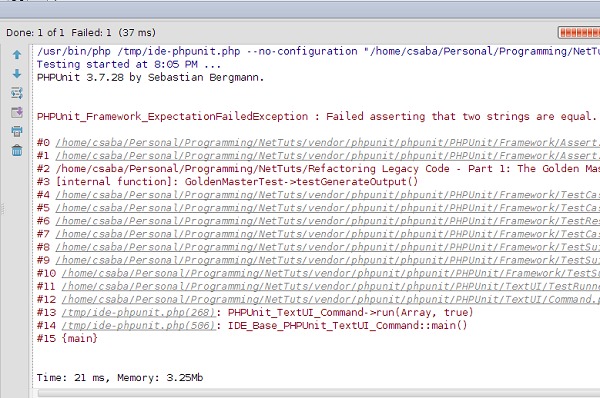 Done: 1 of 1 Failed: 1 (37 ms)
/usr/bin/php /tmp/ide-phpunit.php --no-configuration "/home/csaba/Personal/Programming/NetTu
Testing started at 8:05 PM ...
PHPUnit 3.7.28 by Sebastian Bergmann.
PHPUnit_Framework_ExpectationFailedException : Failed asserting that two strings are equal.
#0 /home/csaba/Personal/Programming/NetTuts/vendor/phpunit/phpunit/PHPUnit/Framework/Assert.
#1 /home/csaba/Personal/Programming/NetTuts/vendor/phpunit/phpunit/PHPUnit/Framework/Assert.
#2 /home/csaba/Personal/Programming/NetTuts/Refactoring Legacy Code - Part 1: The Golden Mas
#3 [internal function]: GoldenMasterTest->testGenerateOutput()
#4 /home/csaba/Personal/Programming/NetTuts/vendor/phpunit/phpunit/PHPUnit/Framework/TestCas
#5 /home/csaba/Personal/Programming/NetTuts/vendor/phpunit/phpunit/PHPUnit/Framework/TestCas
#6 /home/csaba/Personal/Programming/NetTuts/vendor/phpunit/phpunit/PHPUnit/Framework/TestRes
#7 /home/csaba/Personal/Programming/NetTuts/vendor/phpunit/phpunit/PHPUnit/Framework/TestCas
#8 /home/csaba/Personal/Programming/NetTuts/vendor/phpunit/phpunit/PHPUnit/Framework/TestSui
#9 /home/csaba/Personal/Programming/NetTuts/vendor/phpunit/phpunit/PHPUnit/Framework/TestSui
#10 /home/csaba/Personal/Programming/NetTuts/vendor/phpunit/phpunit/PHPUnit/Framework/TestSu
#11 /home/csaba/Personal/Programming/NetTuts/vendor/phpunit/phpunit/PHPUnit/TextUI/TestRunne
#12 /home/csaba/Personal/Programming/NetTuts/vendor/phpunit/phpunit/PHPUnit/TextUI/Command.p
#13 /tmp/ide-phpunit.php(268): PHPUnit_TextUI_Command->run(Array, true)
#14 /tmp/ide-phpunit.php(506): IDE_Base_PHPUnit_TextUI_Command::main()
#15 {main}
Time: 21 ms, Memory: 3.25Mb